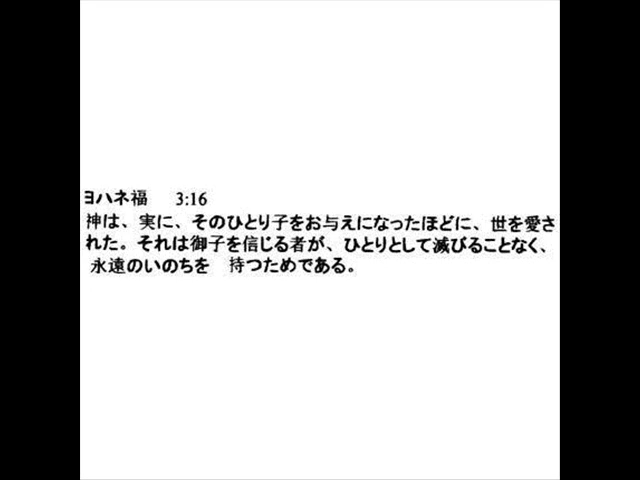 ヨハネ福　3:16
神は、実に、そのひとり子をお与えになったほどに、世を愛さ
れた。それは御子を信じる者が、ひとりとして滅びることなく、
永遠のいのちを　持つためである。